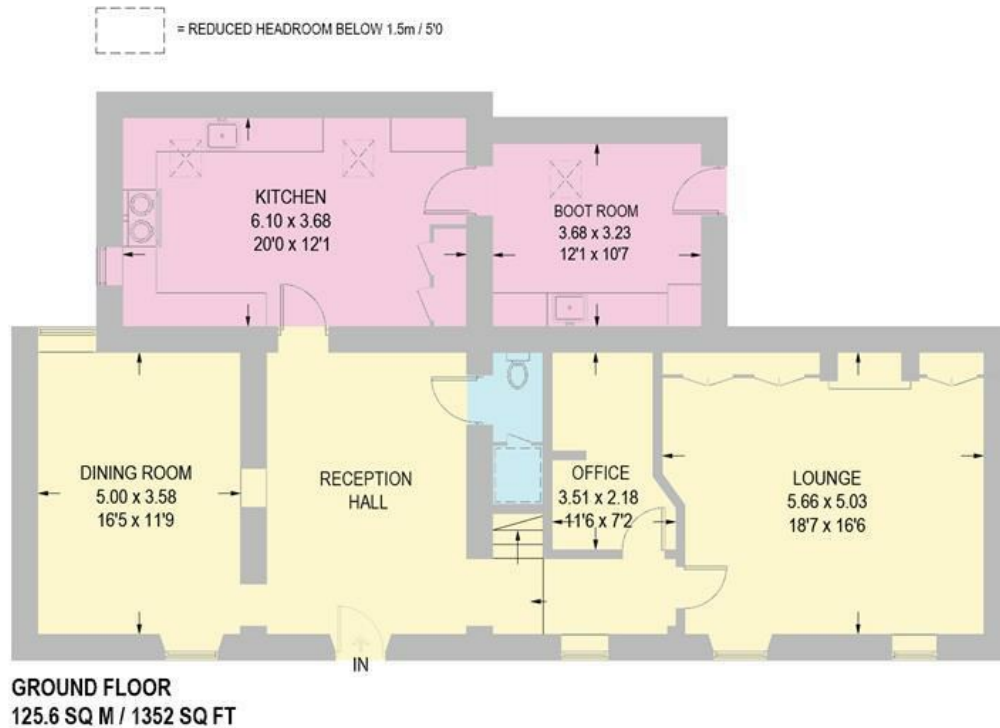 = REDUCED HEADROOM BELOW 1.5m / 5'0
KITCHEN
6.10 x 3.68
20'0 x 12'1
BOOT ROOM
3.68 x 3.23
12'1 x 10'7
DINING ROOM
5.00 x 3.58
16'5 x 11'9
RECEPTION
HALL
OFFICE
3.51 x 2.18
11'6 x 7'2
LOUNGE
5.66 x 5.03
18'7 x 16'6
IN
GROUND FLOOR
125.6 SQ M / 1352 SQ FT